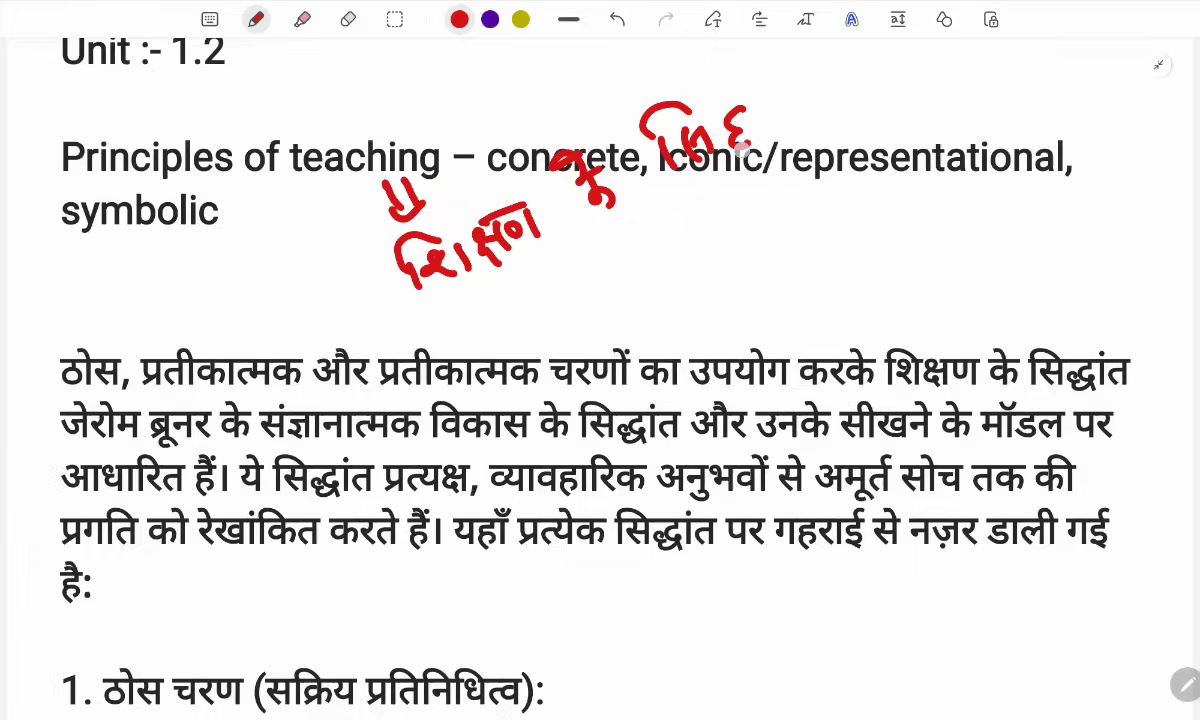 Unit :- 1.2
Principles of teaching – concrete, iconic/representational,
symbolic
शिक्षण के
ठोस, प्रतीकात्मक और प्रतीकात्मक चरणों का उपयोग करके शिक्षण के सिद्धांत
जेरोम ब्रूनर के संज्ञानात्मक विकास के सिद्धांत और उनके सीखने के मॉडल पर
आधारित हैं। ये सिद्धांत प्रत्यक्ष, व्यावहारिक अनुभवों से अमूर्त सोच तक की
प्रगति को रेखांकित करते हैं। यहाँ प्रत्येक सिद्धांत पर गहराई से नज़र डाली गई
है:
1. ठोस चरण (सक्रिय प्रतिनिधित्व):